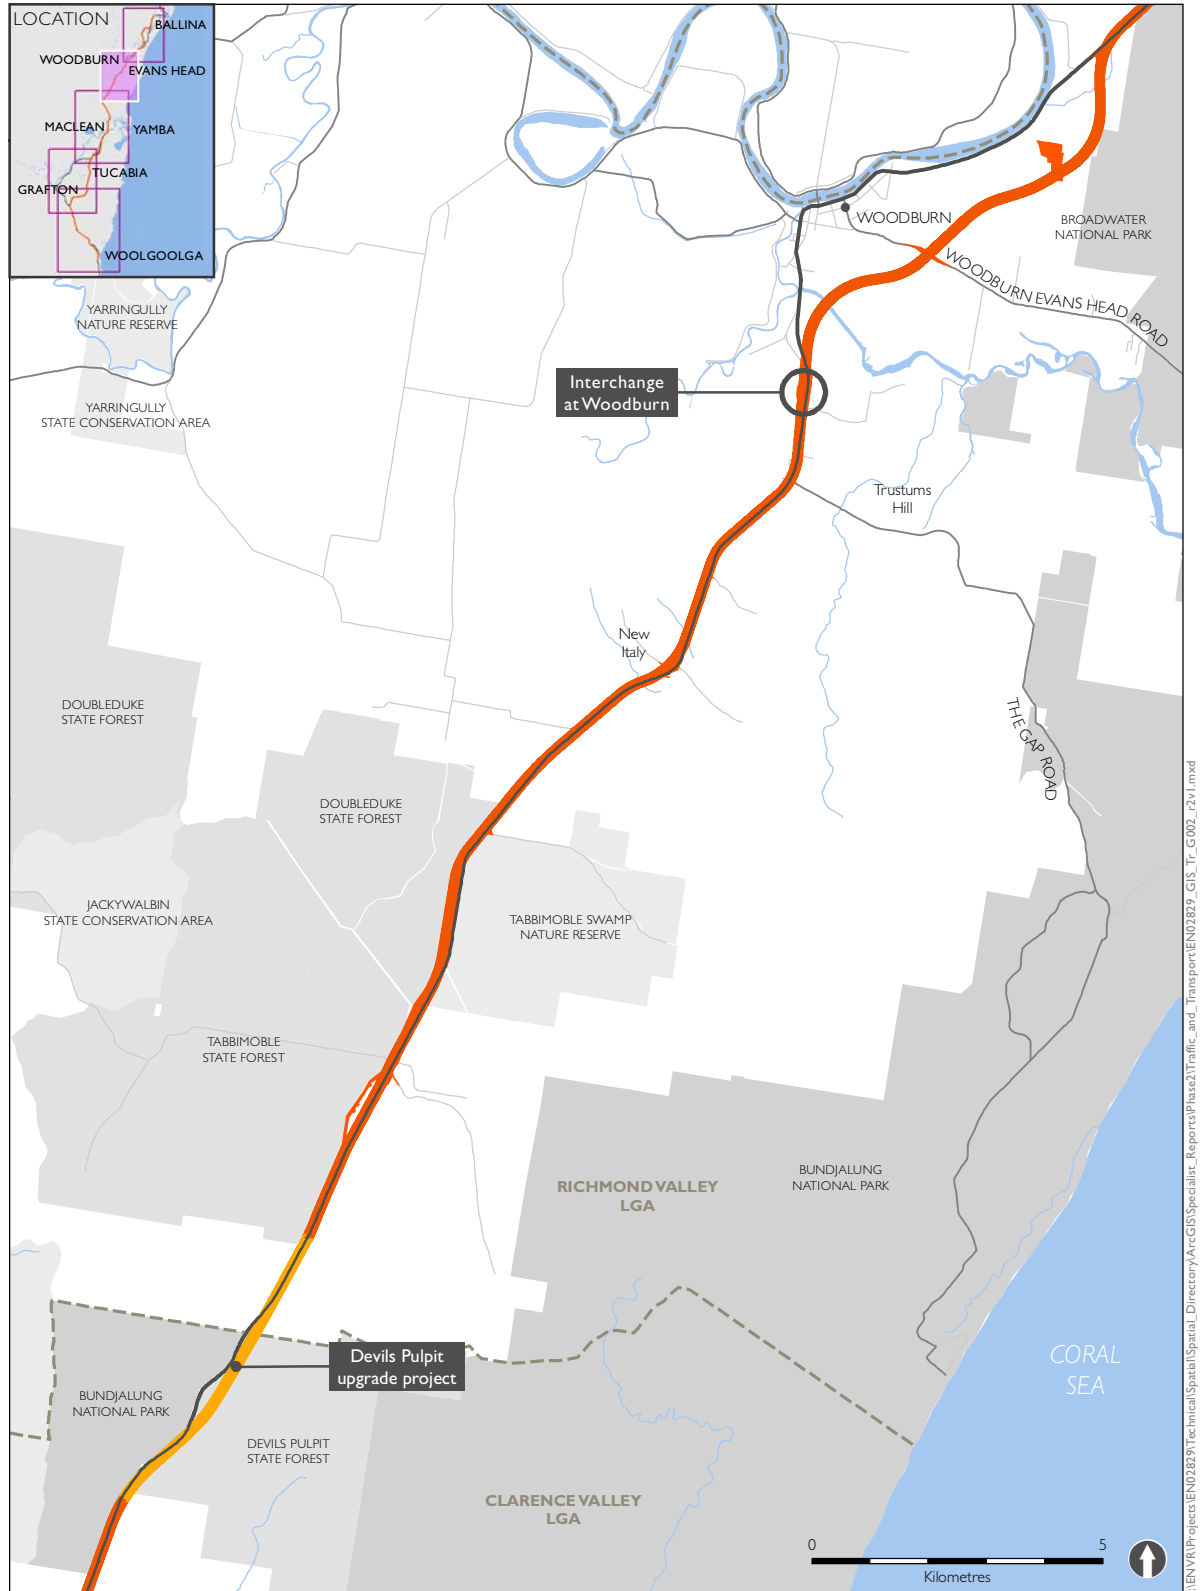 LOCATION
BALLINA
WOODBURN
EVANS HEAD
MACLEAN
YAMBA
TUCABIA
GRAFTON
WOOLGOOLGA
WOODBURN
BROADWATER
NATIONAL PARK
WOODBURN EVANS HEAD ROAD
YARRINGULLY
NATURE RESERVE
Interchange
at Woodburn
YARRINGULLY
STATE CONSERVATION AREA
Trustums
Hill
New
Italy
DOUBLEDUKE
STATE FOREST
THE GAP ROAD
DOUBLEDUKE
STATE FOREST
JACKYWALBIN
STATE CONSERVATION AREA
TABBIMOBLE SWAMP
NATURE RESERVE
TABBIMOBLE
STATE FOREST
RICHMOND VALLEY
LGA
BUNDJALUNG
NATIONAL PARK
Devils Pulpit
upgrade project
CORAL
SEA
BUNDJALUNG
NATIONAL PARK
DEVILS PULPIT
STATE FOREST
CLARENCE VALLEY
LGA
0 5
Kilometres
:\ENVR\Projects\EN02829\Technical\Spatial\Spatial_Directory\ArcGIS\Specialist_Reports\Phase2\Traffic_and_Transport\EN02829_GIS_Tr_G002_r2v1.mxd